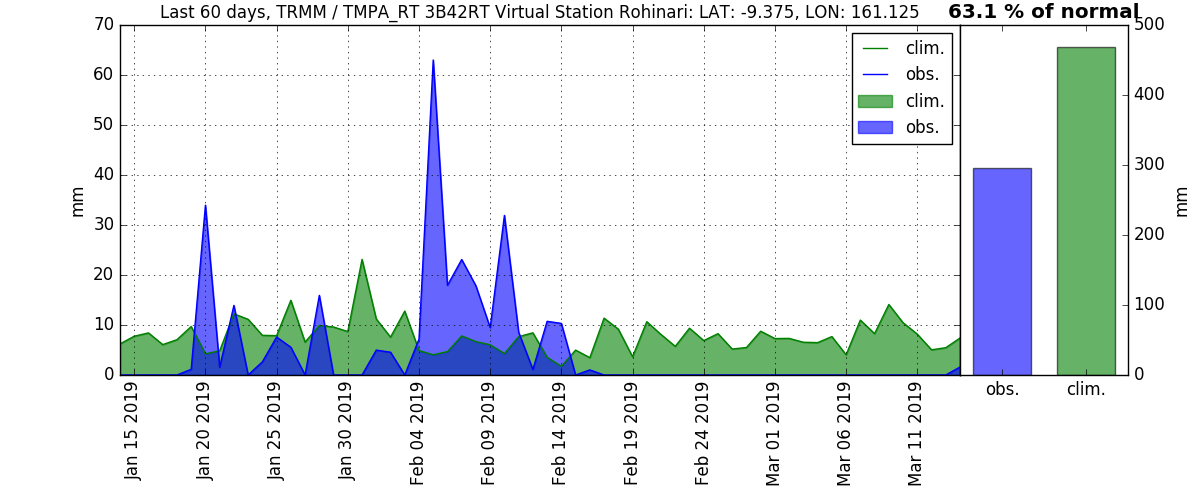 Last 60 days, TRMM / TMPA_RT 3B42RT Virtual Station Rohinari: LAT: -9.375, LON: 161.125
63.1 % of normal
70
60
50
40
30
20
10
0
mm
clim.
obs.
clim.
obs.
Jan 15 2019
Jan 20 2019
Jan 25 2019
Jan 30 2019
Feb 04 2019
Feb 09 2019
Feb 14 2019
Feb 19 2019
Feb 24 2019
Mar 01 2019
Mar 06 2019
Mar 11 2019
500
400
300
200
100
0
mm
obs.
clim.